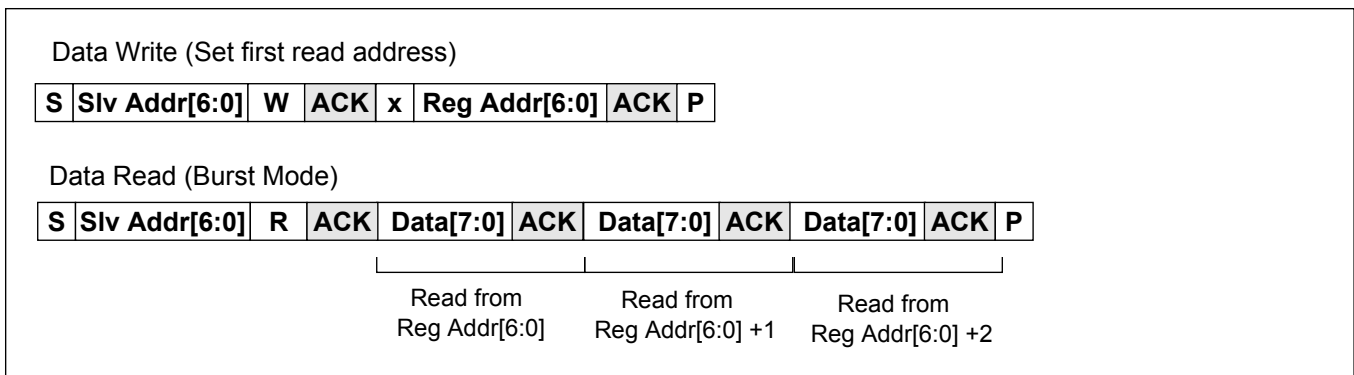 Data Write (Set first read address)
S Slv Addr[6:0] W ACK x Reg Addr[6:0] ACK P
Data Read (Burst Mode)
S Slv Addr[6:0] R ACK Data[7:0] ACK Data[7:0] ACK Data[7:0] ACK P
Read from Read from Read from
Reg Addr[6:0] Reg Addr[6:0] +1 Reg Addr[6:0] +2